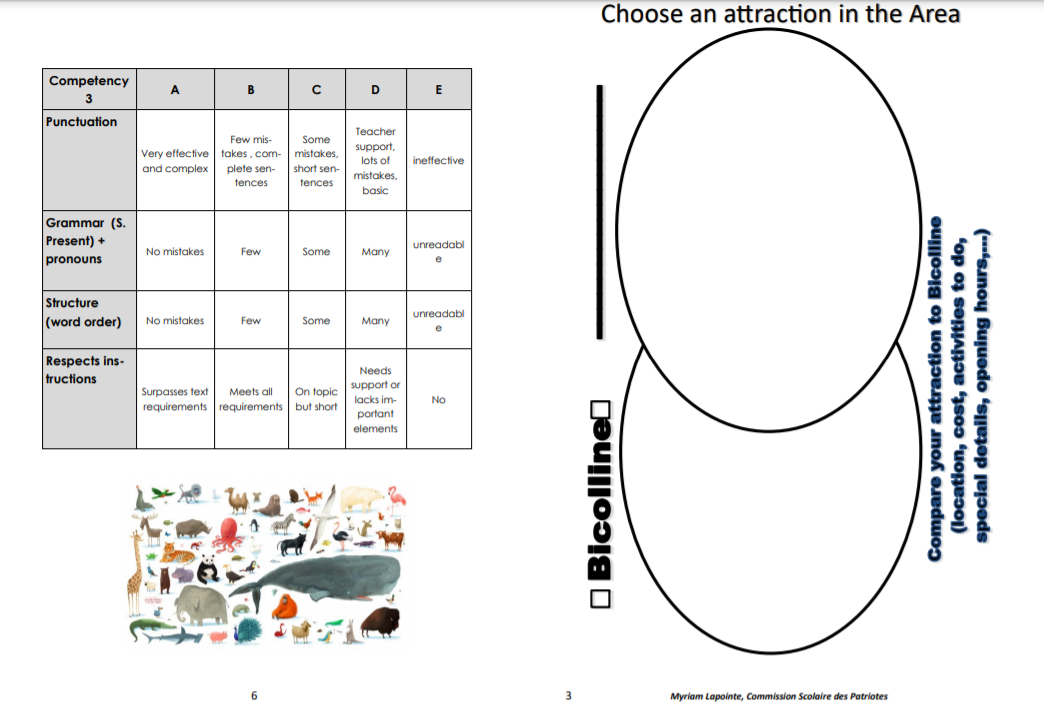 Competency
3
A
B
C
D
E
Punctuation
Very effective
and complex
Few mis-
takes , com-
plete sen-
tences
Some
mistakes,
short sen-
tences
Teacher
support,
lots of
mistakes,
basic
ineffective
Grammar (S.
Present) +
pronouns
No mistakes
Few
Some
Many
unreadabl
e
Structure
(word order)
No mistakes
Few
Some
Many
unreadabl
e
Respects ins-
tructions
Surpasses text
requirements
Meets all
requirements
On topic
but short
Needs
support or
lacks im-
portant
elements
No
6
Choose an attraction in the Area
Bicolline
Compare your attraction to Bicolline
(location, cost, activities to do,
special details, opening hours,...)
3
Myriam Lapointe, Commission Scolaire des Patriotes